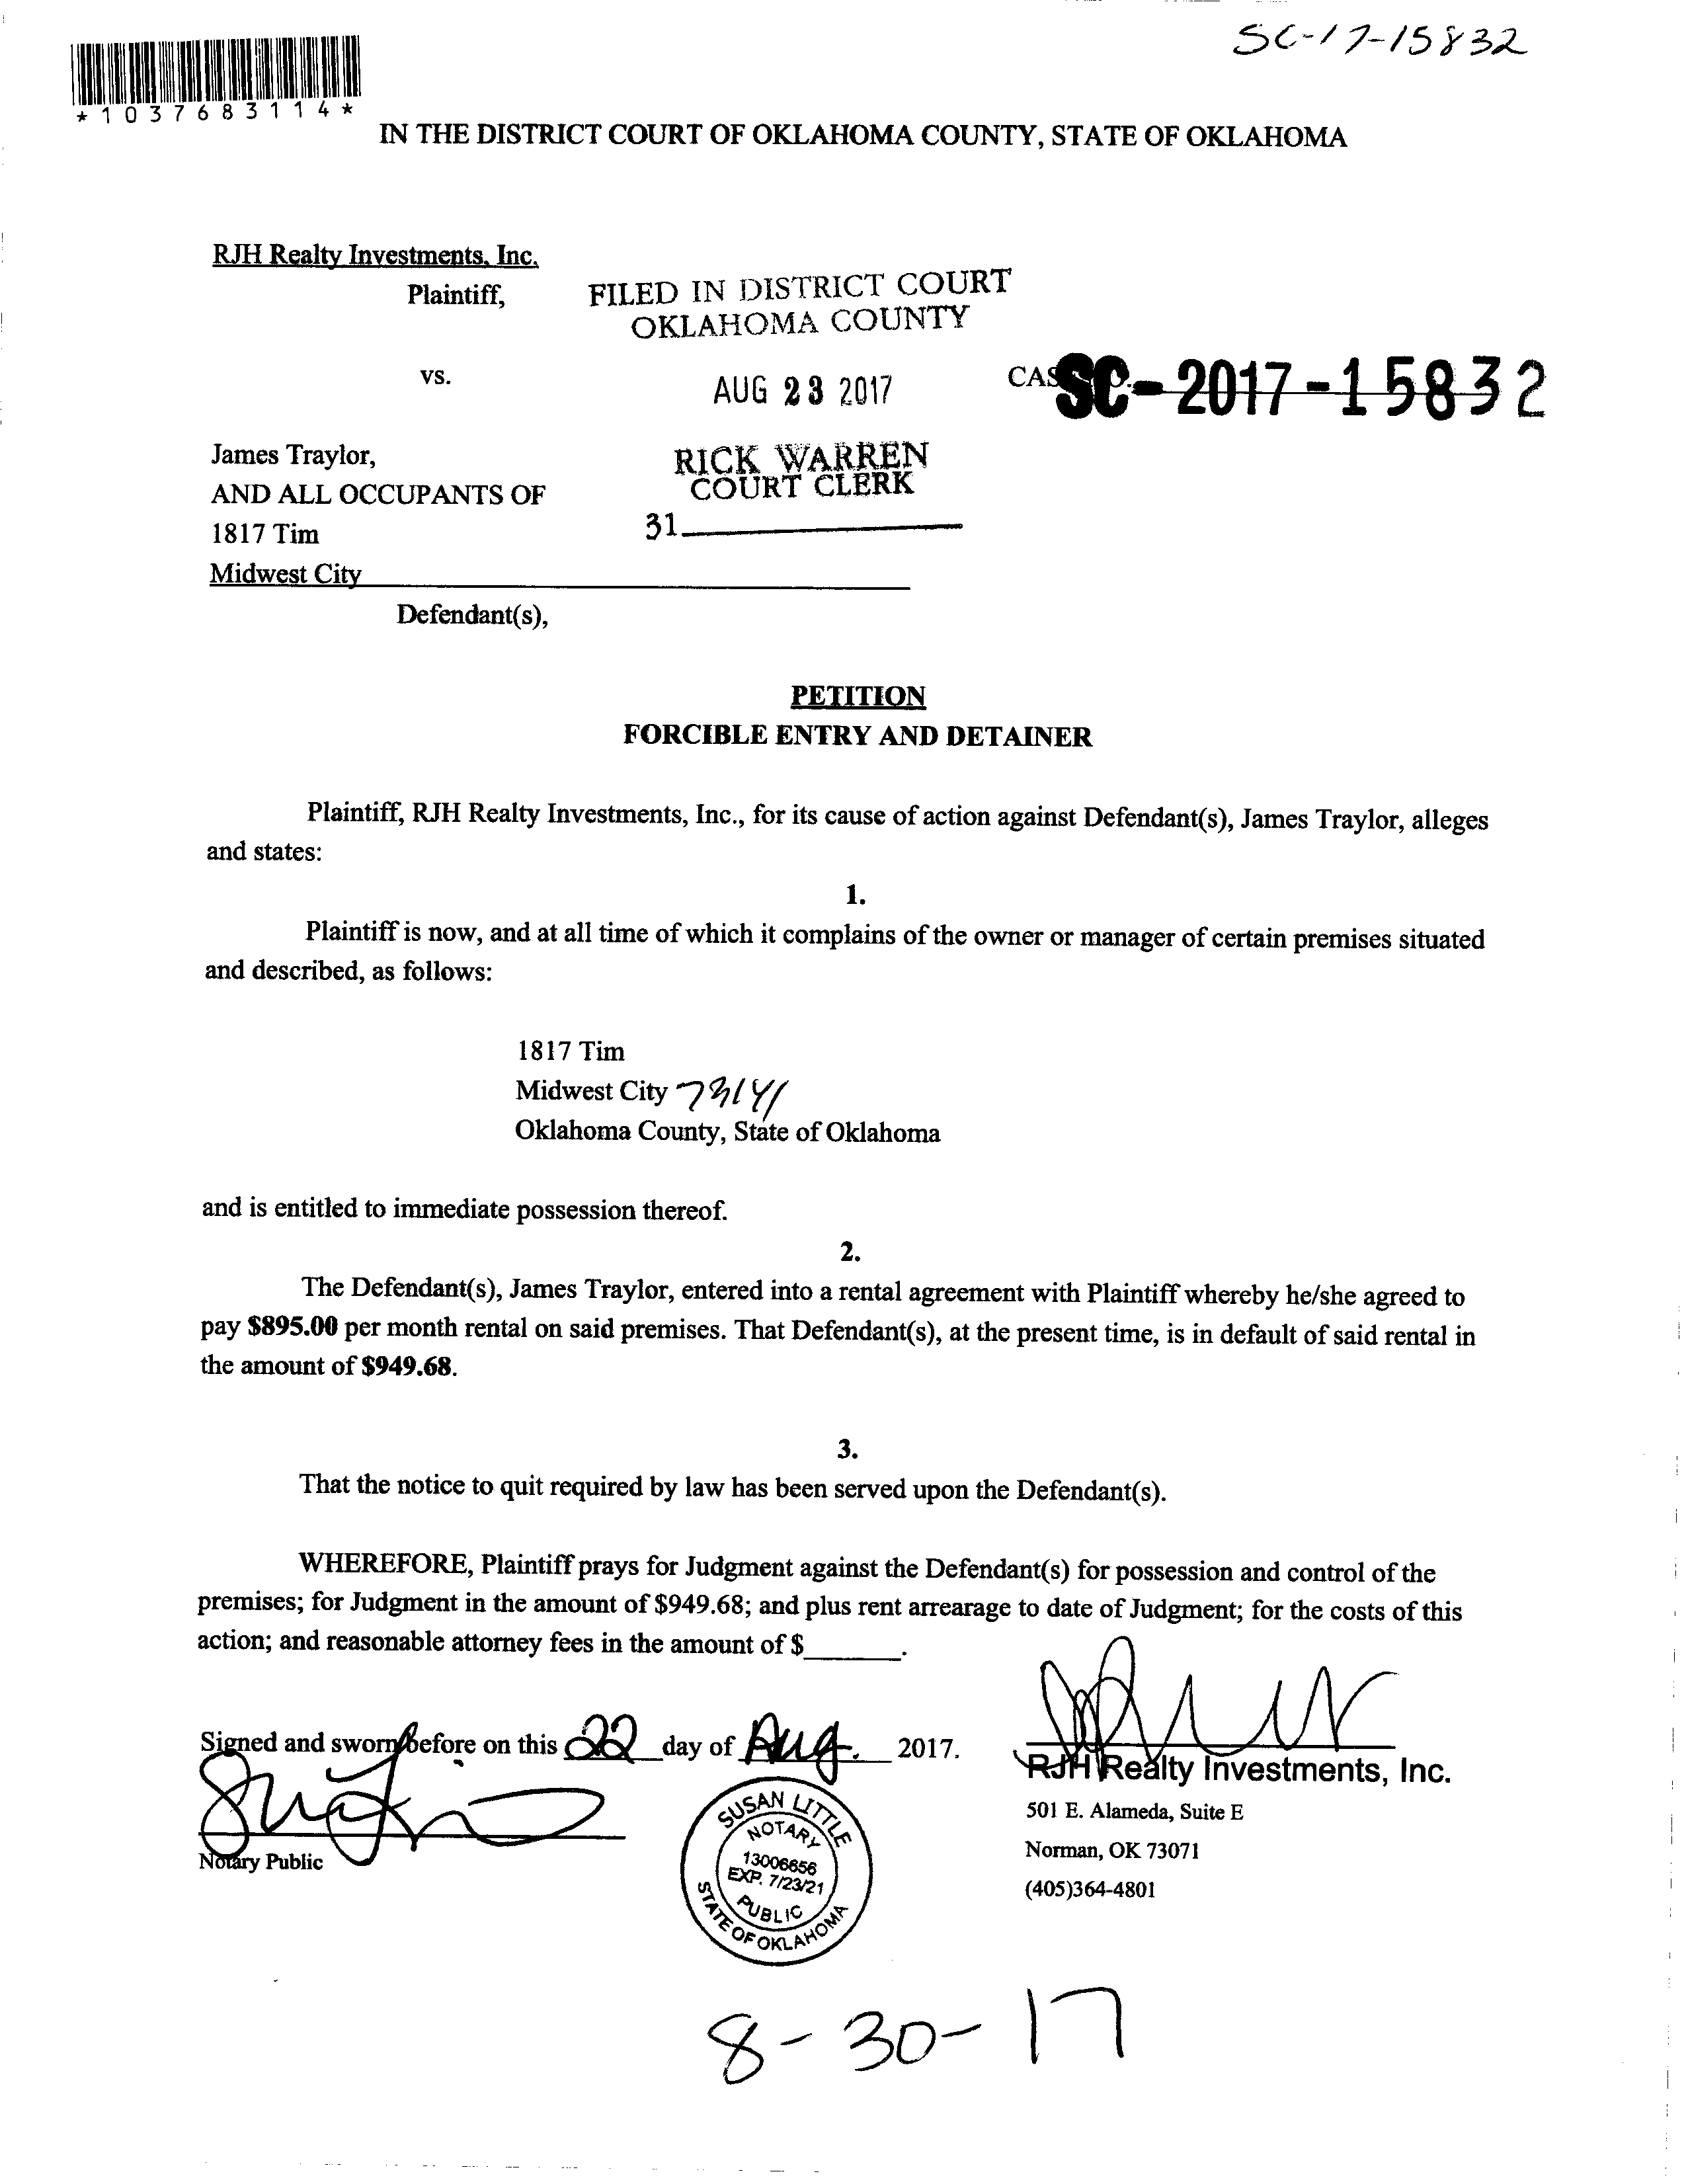 SC-17-15832
*1037683114*
IN THE DISTRICT COURT OF OKLAHOMA COUNTY, STATE OF OKLAHOMA
RJH Realty Investments, Inc.
Plaintiff,
FILED IN DISTRICT COURT
OKLAHOMA COUNTY
vs.
AUG 23 2017
SC-2017-15832
James Traylor,
AND ALL OCCUPANTS OF
1817 Tim
Midwest City
RICK WARREN
COURT CLERK
31
Defendant(s),
PETITION
FORCIBLE ENTRY AND DETAINER
Plaintiff, RJH Realty Investments, Inc., for its cause of action against Defendant(s), James Traylor, alleges
and states:
1.
Plaintiff is now, and at all time of which it complains of the owner or manager of certain premises situated
and described, as follows:
1817 Tim
Midwest City 73141
Oklahoma County, State of Oklahoma
and is entitled to immediate possession thereof.
2.
The Defendant(s), James Traylor, entered into a rental agreement with Plaintiff whereby he/she agreed to
pay $895.00 per month rental on said premises. That Defendant(s), at the present time, is in default of said rental in
the amount of $949.68.
3.
That the notice to quit required by law has been served upon the Defendant(s).
WHEREFORE, Plaintiff prays for Judgment against the Defendant(s) for possession and control of the
premises; for Judgment in the amount of $949.68; and plus rent arrearage to date of Judgment; for the costs of this
action; and reasonable attorney fees in the amount of $_______.
Signed and sworn before on this 22 day of Aug. 2017.
Notary Public
SUSAN LITTLE
NOTARY
13006656
EXP. 7/23/21
PUBLIC
STATE OF OKLAHOMA
RJH Realty Investments, Inc.
501 E. Alameda, Suite E
Norman, OK 73071
(405)364-4801
8-30-17